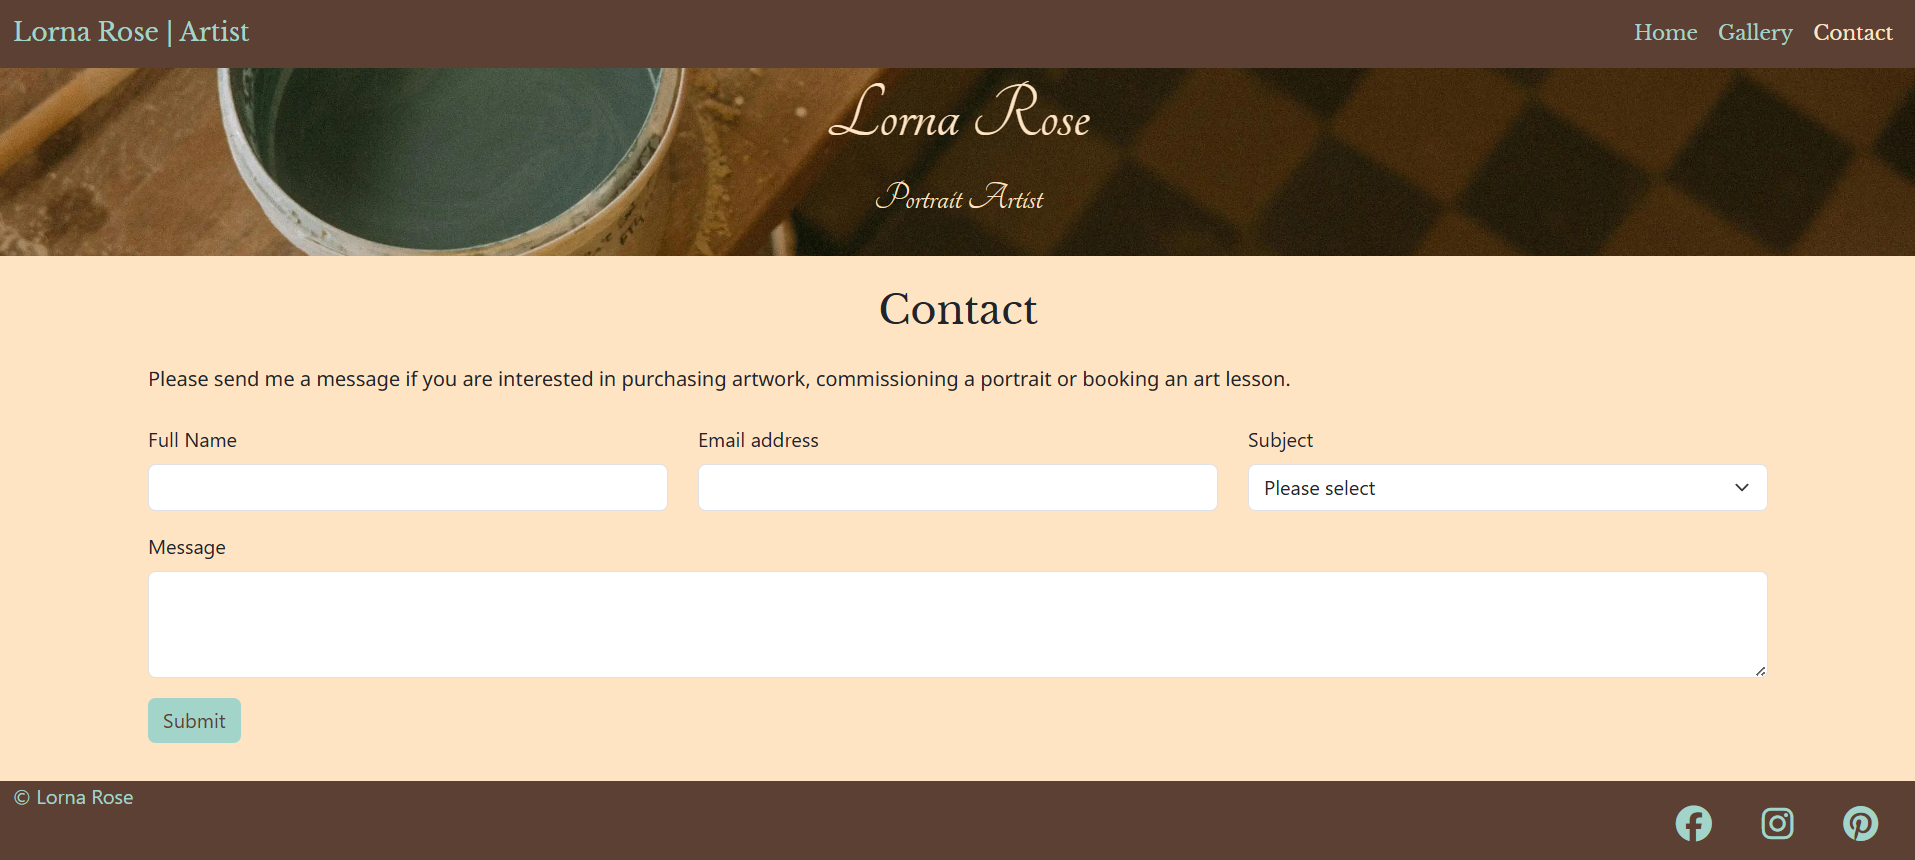 Lorna Rose | Artist
Home Gallery Contact
Lorna Rose
Portrait Artist
Contact
Please send me a message if you are interested in purchasing artwork, commissioning a portrait or booking an art lesson.
Full Name Email address Subject
Please select
Message
Submit
© Lorna Rose